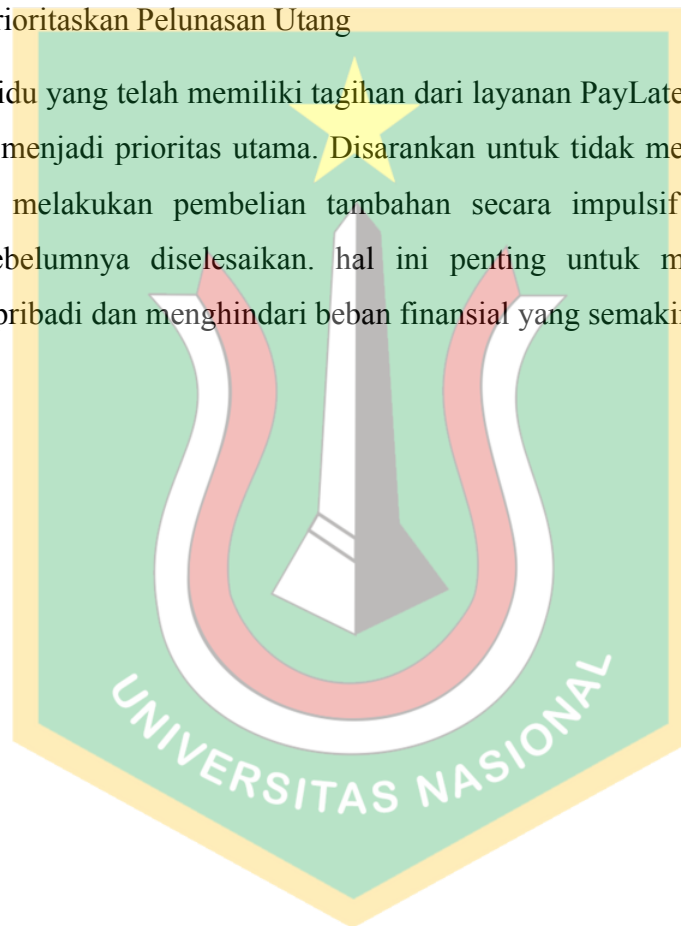 rioritaskan Pelunasan Utang
idu yang telah memiliki tagihan dari layanan PayLate
menjadi prioritas utama. Disarankan untuk tidak me
melakukan pembelian tambahan secara impulsif
ebelumnya diselesaikan. hal ini penting untuk m
pribadi dan menghindari beban finansial yang semaki
UNIVERSITAS NASIONAL